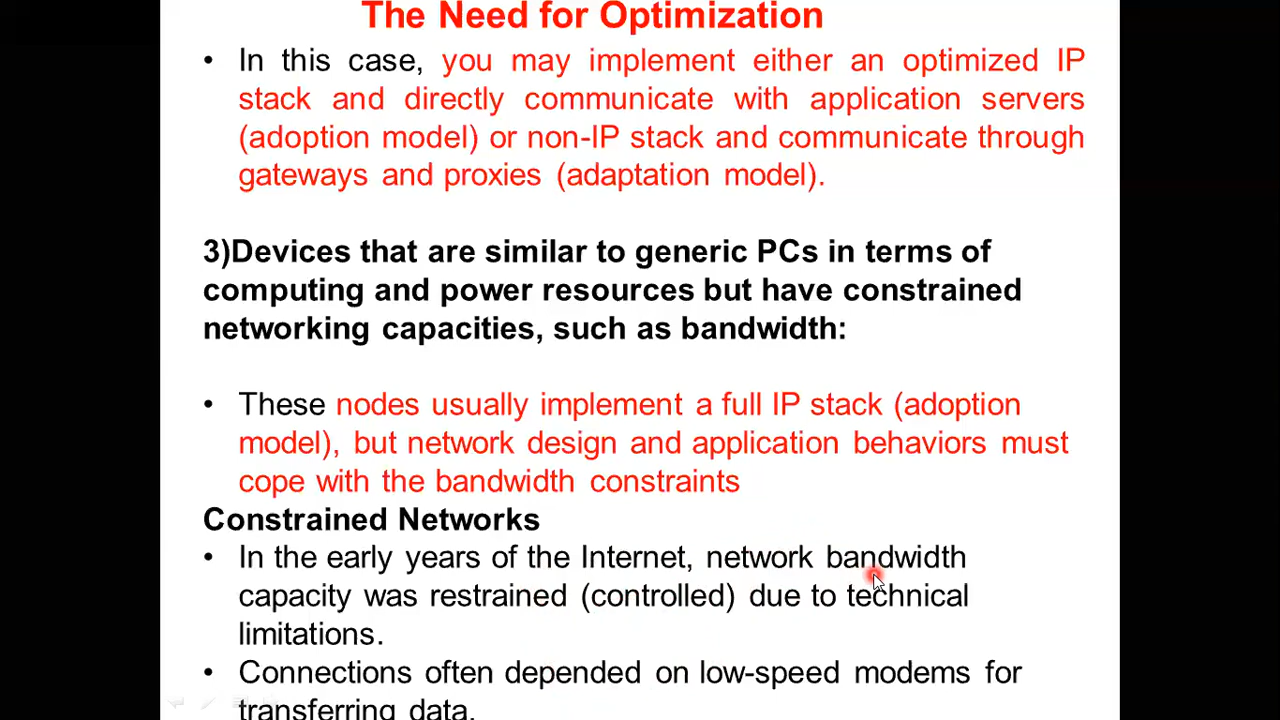 The Need for Optimization
• In this case, you may implement either an optimized IP
stack and directly communicate with application servers
(adoption model) or non-IP stack and communicate through
gateways and proxies (adaptation model).
3)Devices that are similar to generic PCs in terms of
computing and power resources but have constrained
networking capacities, such as bandwidth:
• These nodes usually implement a full IP stack (adoption
model), but network design and application behaviors must
cope with the bandwidth constraints
Constrained Networks
• In the early years of the Internet, network bandwidth
capacity was restrained (controlled) due to technical
limitations.
• Connections often depended on low-speed modems for
transferring data.